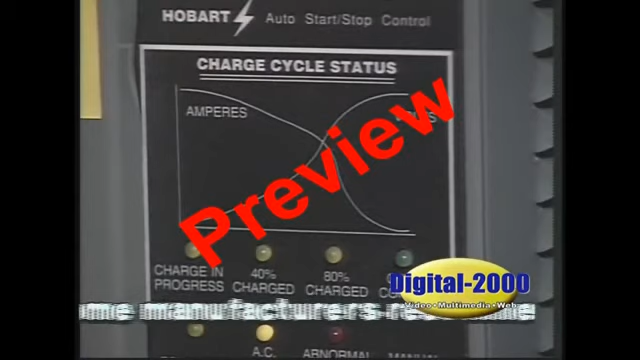 HOBART Auto Start/Stop Control
CHARGE CYCLE STATUS
AMPERES
Preview
CHARGE IN PROGRESS
40% CHARGED
80% CHARGED
Digital-2000
Video • Multimedia • Web
manufacturers
A.C.
ABNORMAL